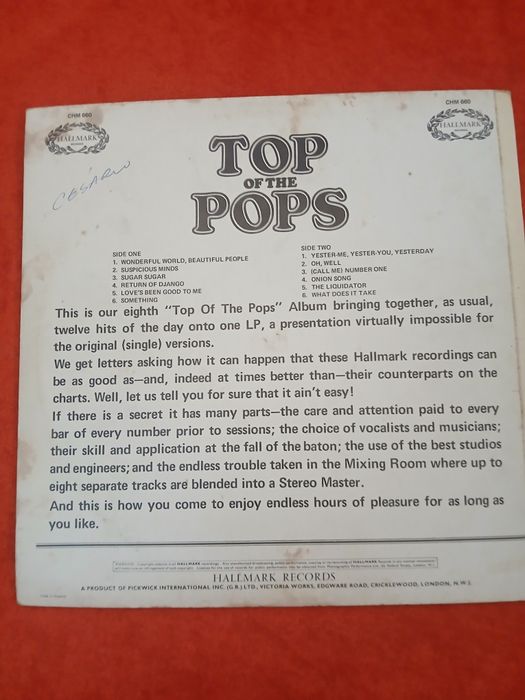 CHM 660
CHM 660
HALLMARK
RECORDS
HALLMARK
RECORDS
CESÁRIO
TOP
OF THE
POPS
SIDE ONE
1. WONDERFUL WORLD, BEAUTIFUL PEOPLE
2. SUSPICIOUS MINDS
3. SUGAR SUGAR
4. RETURN OF DJANGO
5. LOVE'S BEEN GOOD TO ME
6. SOMETHING
SIDE TWO
1. YESTER-ME, YESTER-YOU, YESTERDAY
2. OH, WELL
3. (CALL ME) NUMBER ONE
4. ONION SONG
5. THE LIQUIDATOR
6. WHAT DOES IT TAKE
This is our eighth "Top Of The Pops" Album bringing together, as usual,
twelve hits of the day onto one LP, a presentation virtually impossible for
the original (single) versions.
We get letters asking how it can happen that these Hallmark recordings can
be as good as—and, indeed at times better than—their counterparts on the
charts. Well, let us tell you for sure that it ain't easy!
If there is a secret it has many parts—the care and attention paid to every
bar of every number prior to sessions; the choice of vocalists and musicians;
their skill and application at the fall of the baton; the use of the best studios
and engineers; and the endless trouble taken in the Mixing Room where up to
eight separate tracks are blended into a Stereo Master.
And this is how you come to enjoy endless hours of pleasure for as long as
you like.
HALLMARK RECORDS
A PRODUCT OF PICKWICK INTERNATIONAL INC. (G.B.) LTD., VICTORIA WORKS, EDGWARE ROAD, CRICKLEWOOD, LONDON, N.W.2.